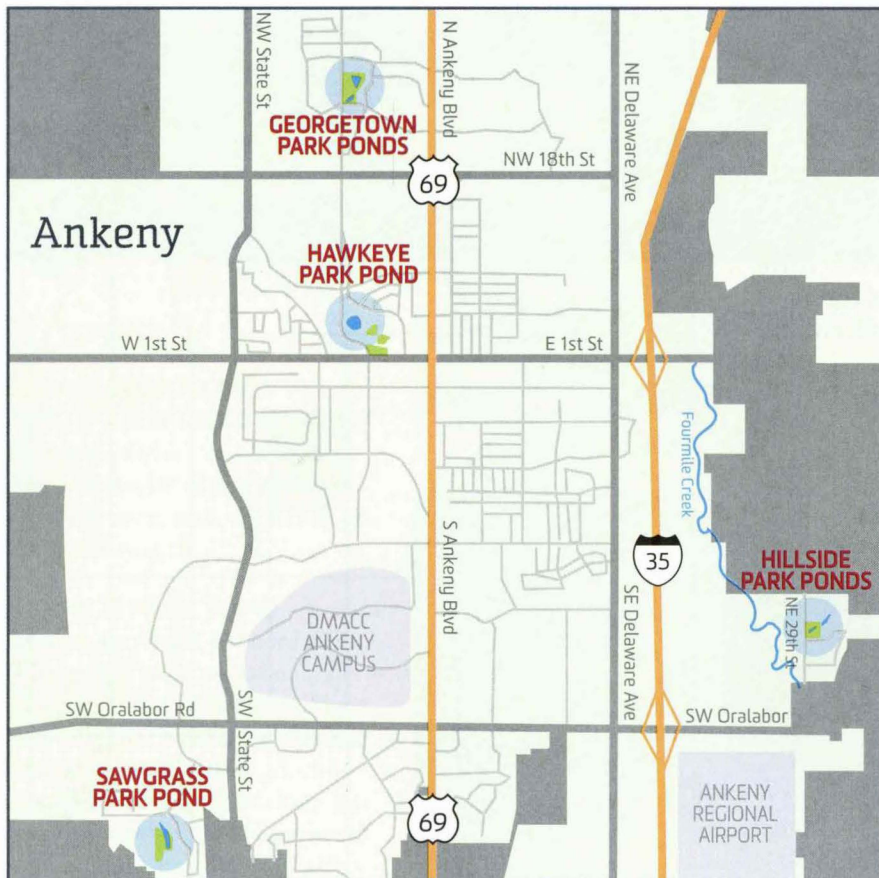 NW State St
N Ankeny Blvd
NE Delaware Ave
GEORGETOWN
PARK PONDS
NW 18th St
69
Ankeny
HAWKEYE
PARK POND
W 1st St
E 1st St
Fourmile Creek
S Ankeny Blvd
35
HILLSIDE
PARK PONDS
NE 29th St
SE Delaware Ave
DMACC
ANKENY
CAMPUS
SW Oralabor Rd
SW State St
SW Oralabor
SAWGRASS
PARK POND
69
ANKENY
REGIONAL
AIRPORT